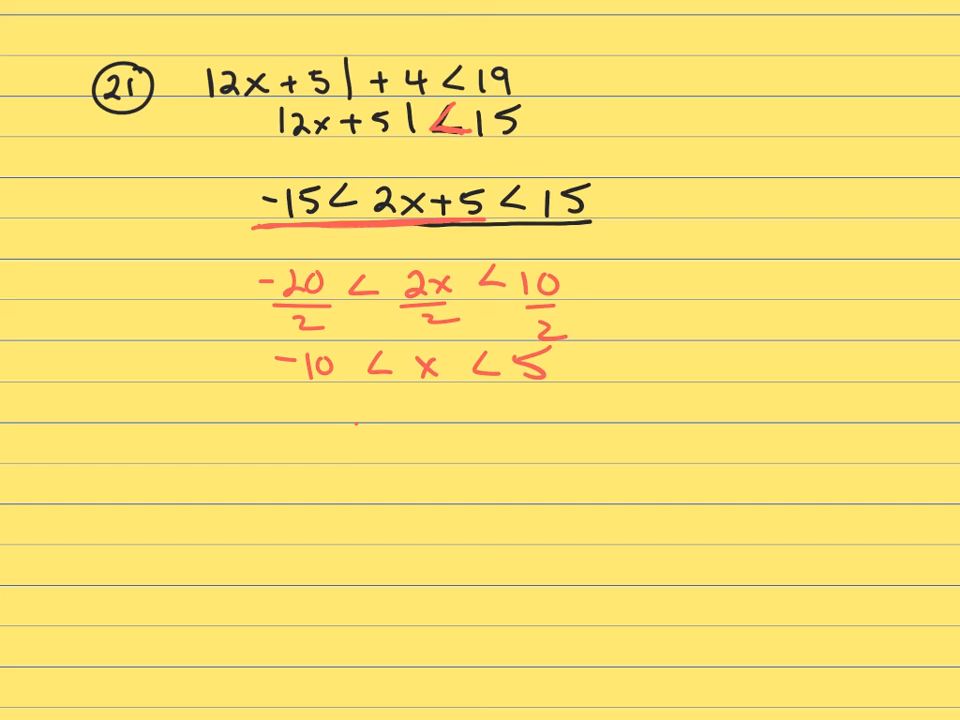 21 |2x + 5| + 4 < 19
|2x + 5| < 15
-15 < 2x + 5 < 15
-20 < 2x < 10
2 2 2
-10 < x < 5